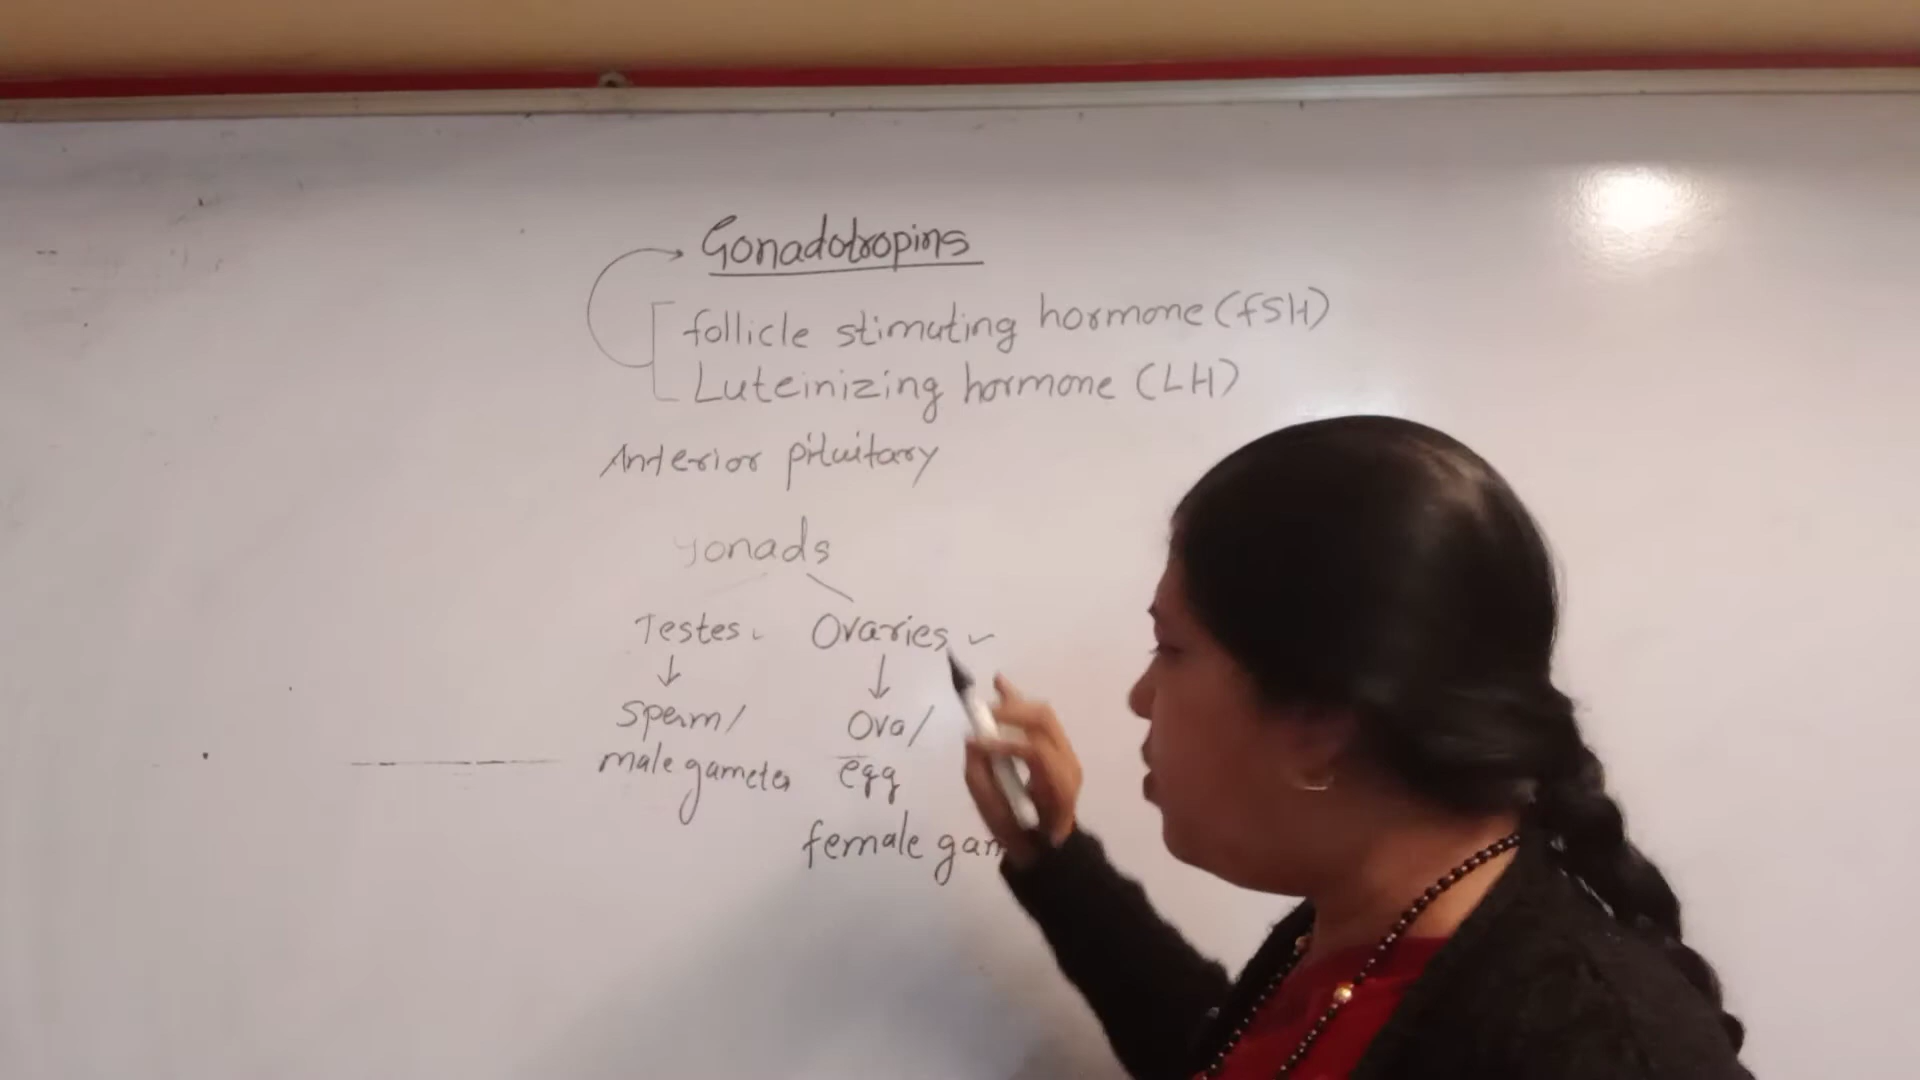 Gonadotropins
follicle stimuting hormone (fSH)
Luteinizing hormone (LH)
Anterior pituitary
gonads
Testes Ovaries
Sperm/ Ova/
male gametes egg
female gam